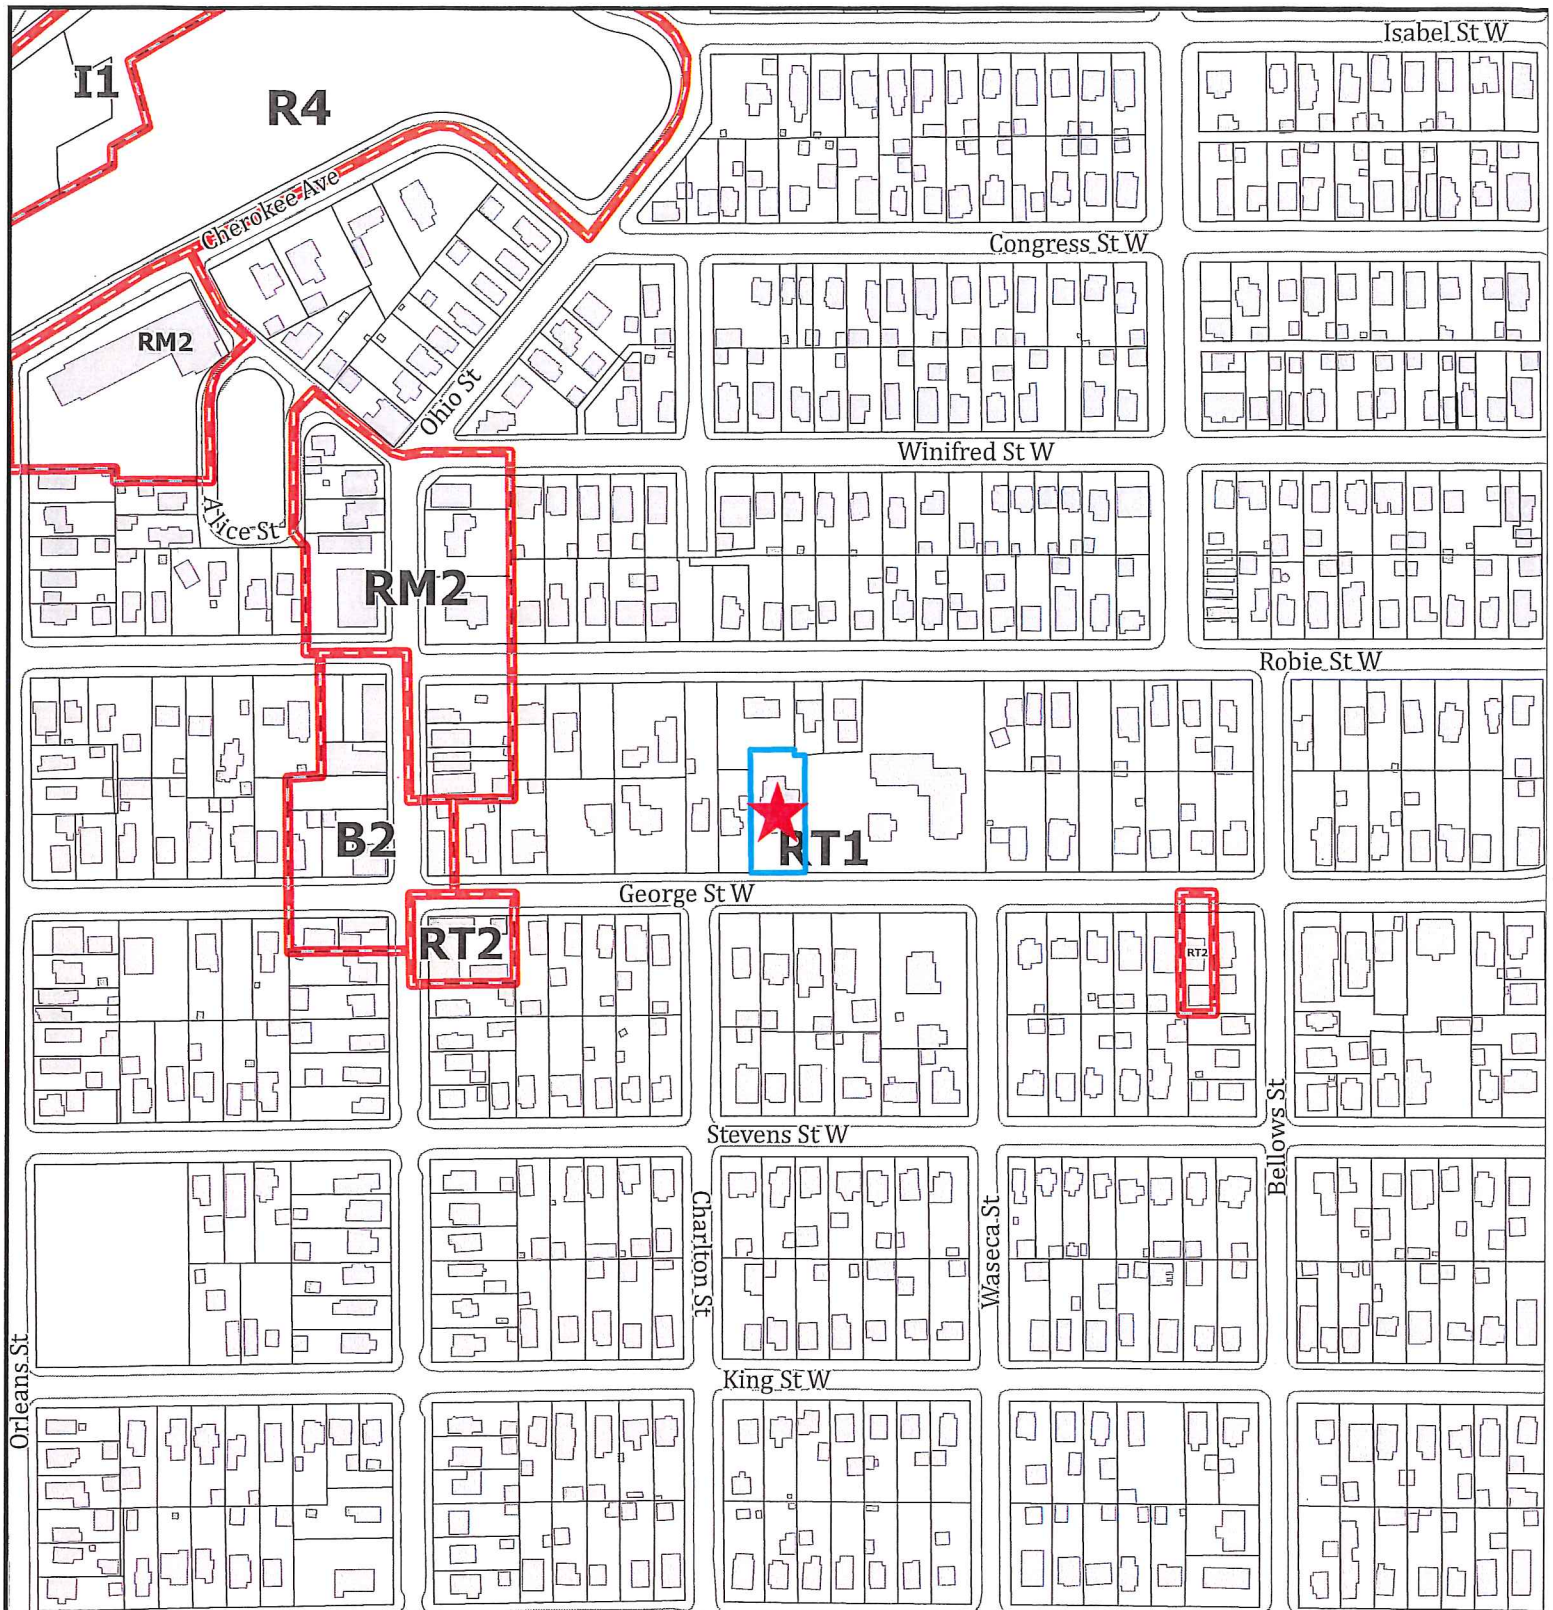 Isabel St W
I1
R4
Cherokee Ave
Congress St W
RM2
Ohio St
Winifred St W
Alice St
RM2
Robie St W
B2
RT1
George St W
RT2
RT2
Stevens St W
Bellows St
Charlton St
Waseca St
Orleans St
King St W